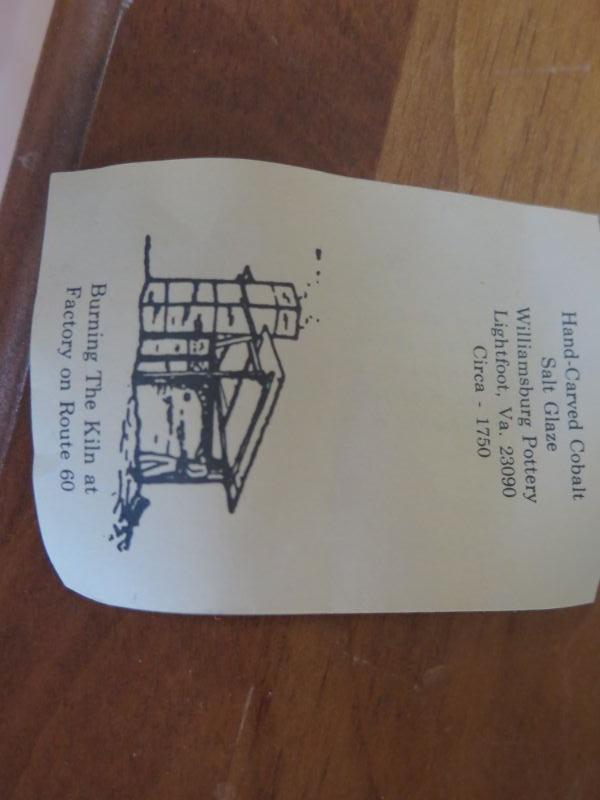 Hand-Carved Cobalt
Salt Glaze
Williamsburg Pottery
Lightfoot, Va. 23090
Circa - 1750
Burning The Kiln at
Factory on Route 60